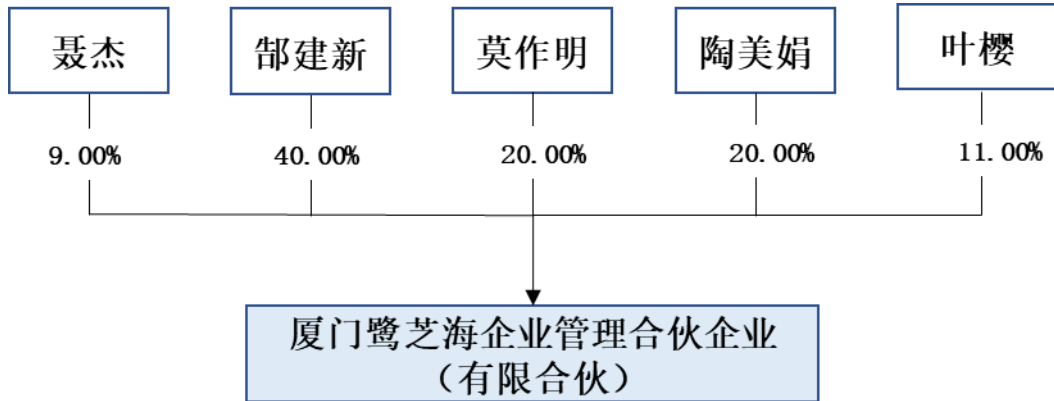 聂杰
郜建新
莫作明
陶美娟
叶樱
9.00%
40.00%
20.00%
20.00%
11.00%
厦门鹭芝海企业管理合伙企业
（有限合伙）